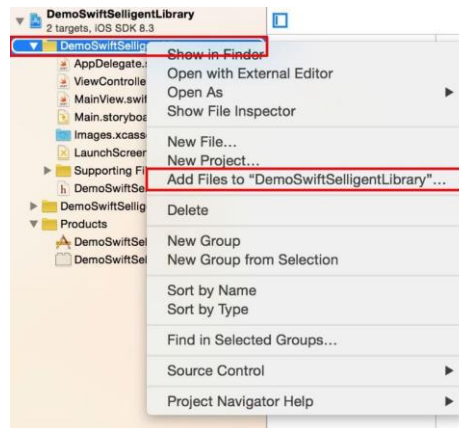 DemoSwiftSelligentLibrary
2 targets, iOS SDK 8.3
DemoSwiftSellig
AppDelegate.s
ViewControlle
MainView.swif
Main.storyboa
Images.xcass
LaunchScreer
Supporting Fi
h DemoSwiftSe
DemoSwiftSellig
Products
DemoSwiftSel
DemoSwiftSel
Show in Finder
Open with External Editor
Open As
Show File Inspector
New File...
New Project...
Add Files to “DemoSwiftSelligentLibrary”...
Delete
New Group
New Group from Selection
Sort by Name
Sort by Type
Find in Selected Groups...
Source Control
Project Navigator Help